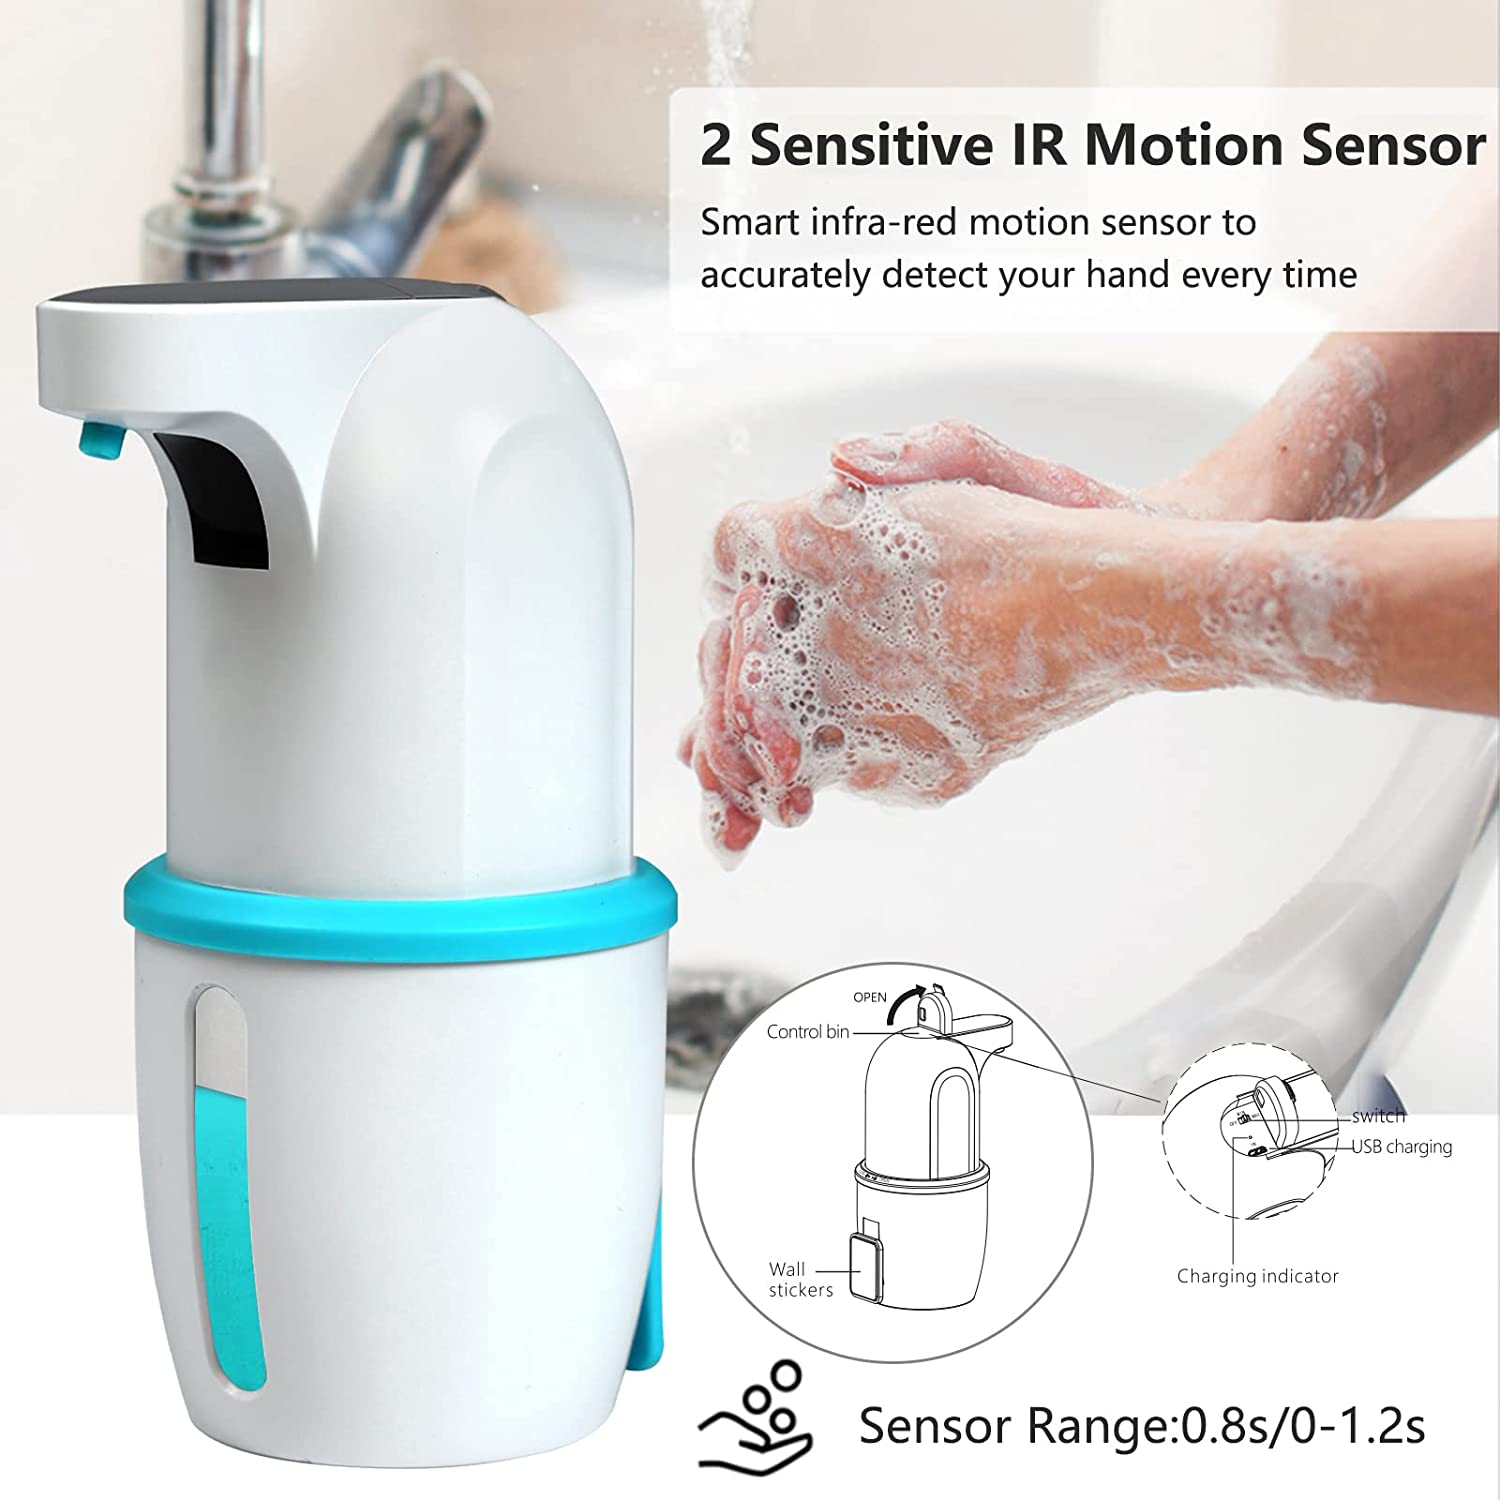 2 Sensitive IR Motion Sensor
Smart infra-red motion sensor to
accurately detect your hand every time
OPEN
Control bin
switch
USB charging
Wall
stickers
Charging indicator
Sensor Range:0.8s/0-1.2s